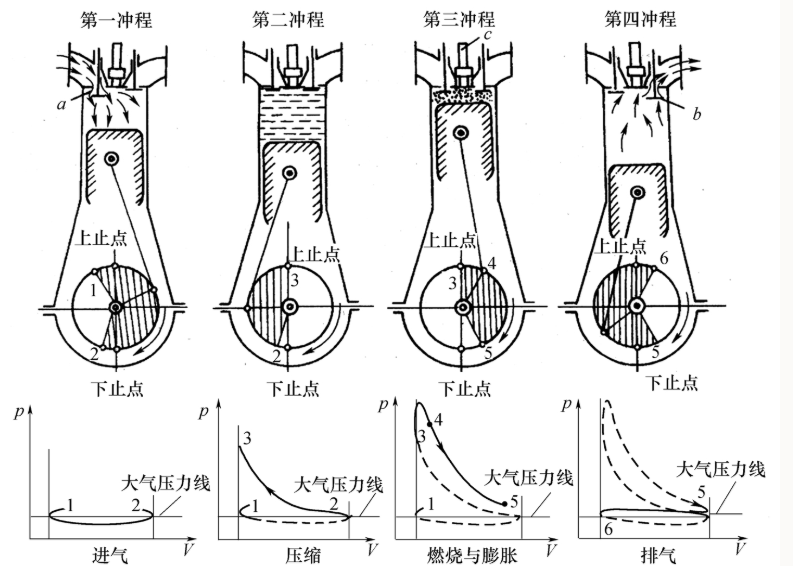 第一冲程 第二冲程 第三冲程 第四冲程
c
a
b
上止点 上止点 上止点 上止点
1 3 3 4 6
2 2 5 5
下止点 下止点 下止点 下止点
p p p p
3 3 4
大气压力线 大气压力线 大气压力线 大气压力线
1 2 1 2 1 5 5
6
V V V V
进气 压缩 燃烧与膨胀 排气